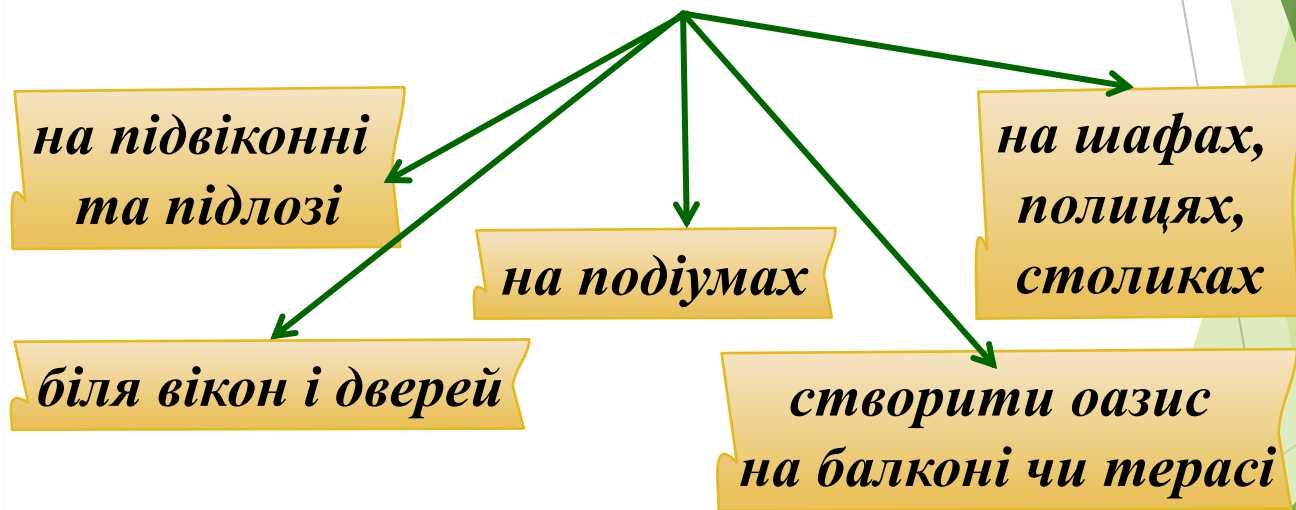 на підвіконні
та підлозі
на шафах,
полицях,
столиках
на подіумах
біля вікон і дверей
створити оазис
на балконі чи терасі